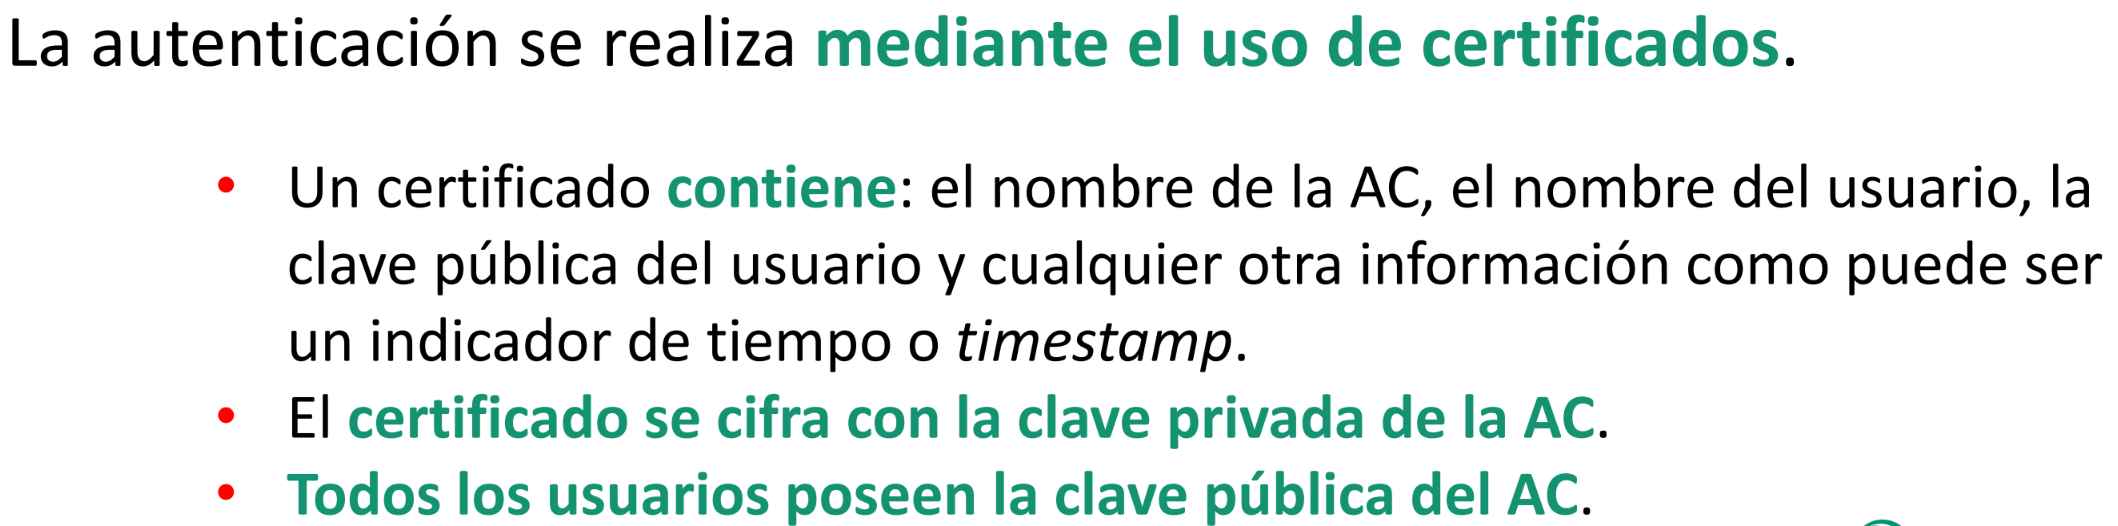 La autenticación se realiza mediante el uso de certificados.
• Un certificado contiene: el nombre de la AC, el nombre del usuario, la
clave pública del usuario y cualquier otra información como puede ser
un indicador de tiempo o timestamp.
• El certificado se cifra con la clave privada de la AC.
• Todos los usuarios poseen la clave pública del AC.